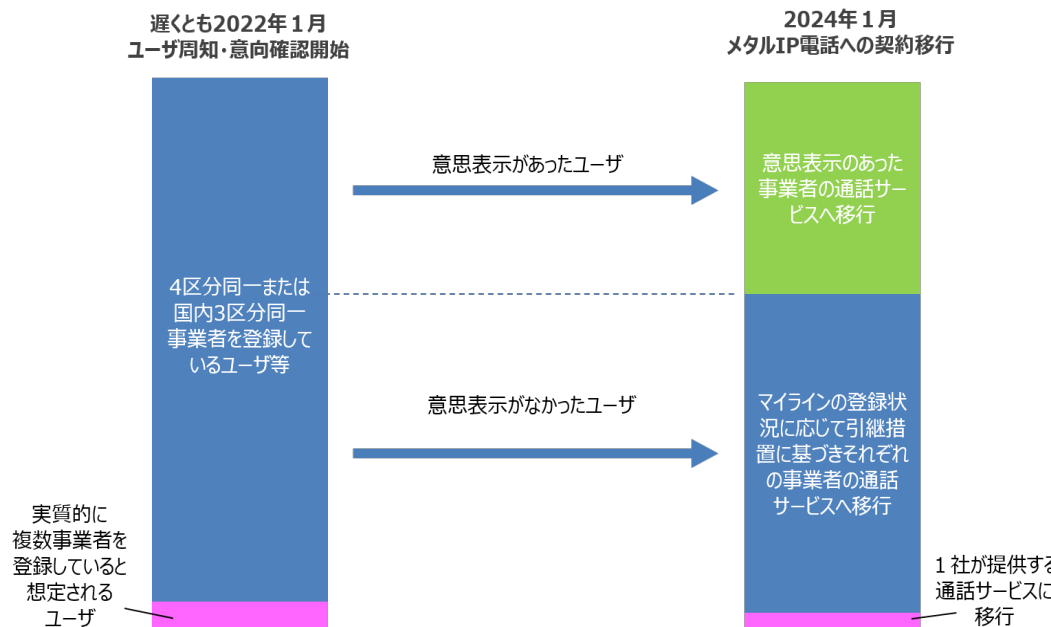 遅くとも2022年１月
ユーザ周知・意向確認開始
2024年１月
メタルIP電話への契約移行
意思表示があったユーザ
意思表示のあった
事業者の通話サー
ビスへ移行
4区分同一または
国内3区分同一
事業者を登録して
いるユーザ等
意思表示がなかったユーザ
マイラインの登録状
況に応じて引継措
置に基づきそれぞれ
の事業者の通話
サービスへ移行
実質的に
複数事業者を
登録していると
想定される
ユーザ
１社が提供する
通話サービスに
移行